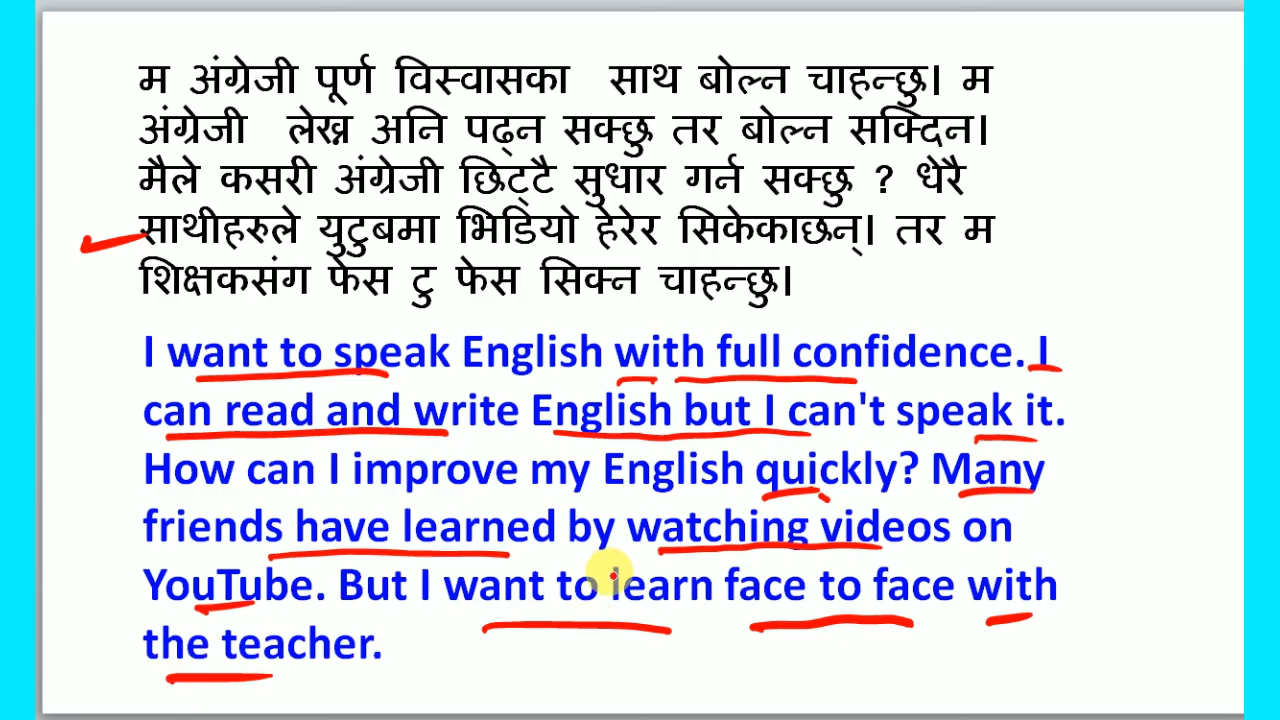 म अंग्रेजी पूर्ण विस्वासका साथ बोल्न चाहन्छु। म
अंग्रेजी लेख्न अनि पढ्न सक्छु तर बोल्न सक्दिन।
मैले कसरी अंग्रेजी छिट्टै सुधार गर्न सक्छु ? धेरै
साथीहरुले युटुबमा भिडियो हेरेर सिकेकाछन्। तर म
शिक्षकसंग फेस टु फेस सिक्न चाहन्छु।
I want to speak English with full confidence. I
can read and write English but I can't speak it.
How can I improve my English quickly? Many
friends have learned by watching videos on
YouTube. But I want to learn face to face with
the teacher.